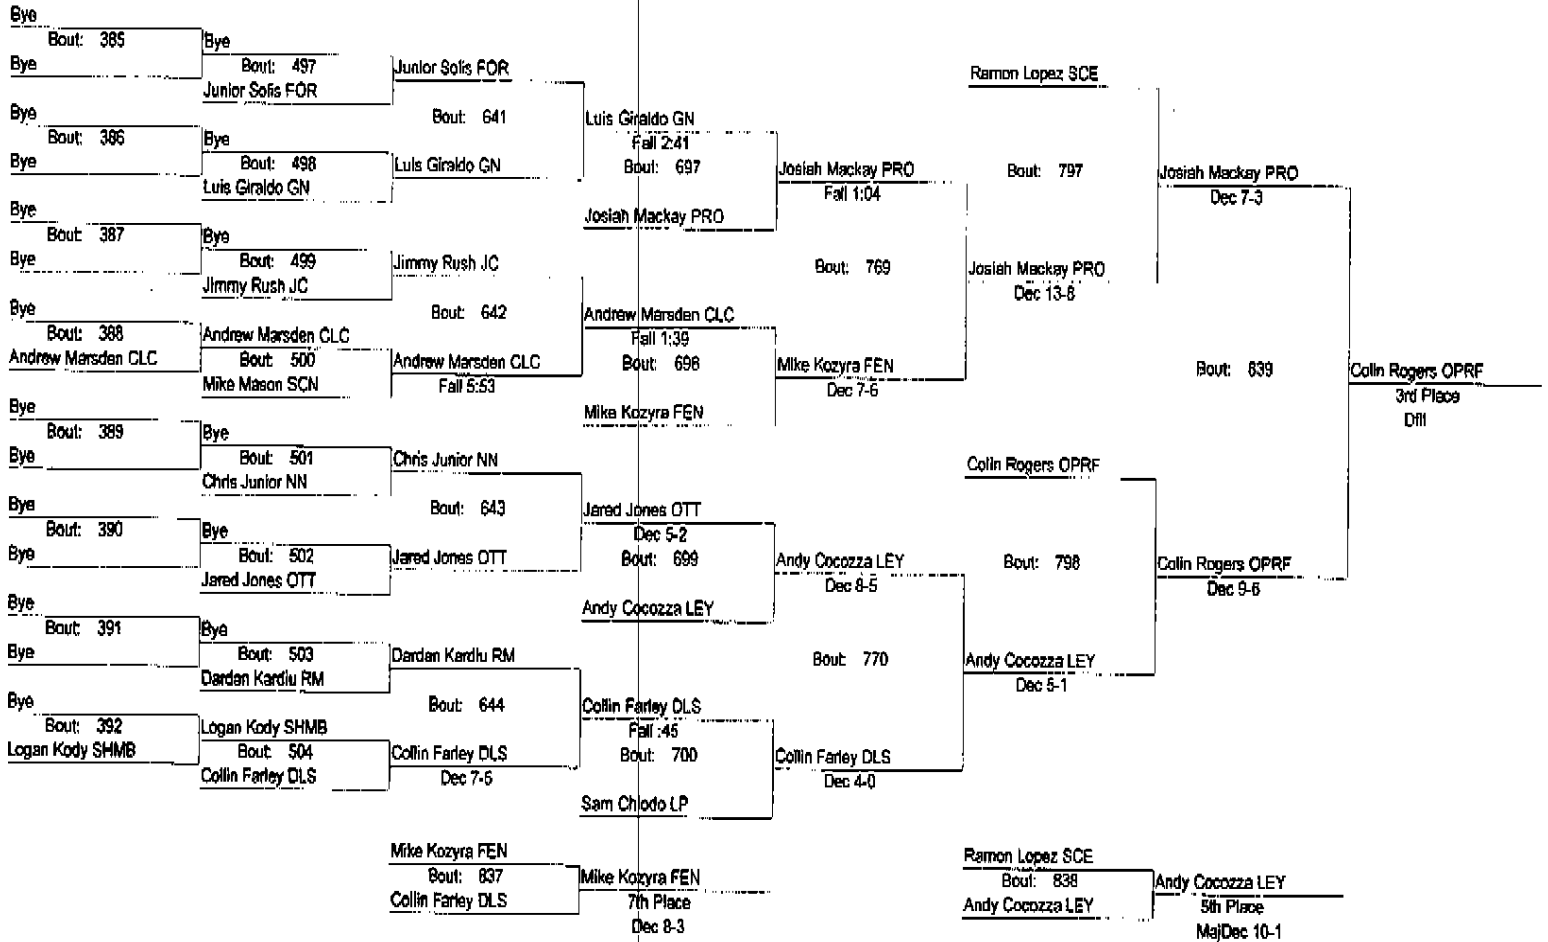 Bye
Bout: 385
Bye
Bye
Bout: 497
Junior Solis FOR
Junior Solis FOR
Bout: 641
Bye
Bout: 386
Bye
Bye
Bout: 498
Luis Giraldo GN
Luis Giraldo GN
Luis Giraldo GN
Fall 2:41
Bout: 697
Josiah Mackay PRO
Josiah Mackay PRO
Fall 1:04
Bye
Bout: 387
Bye
Bye
Bout: 499
Jimmy Rush JC
Jimmy Rush JC
Bout: 642
Bye
Bout: 388
Andrew Marsden CLC
Andrew Marsden CLC
Bout: 500
Mike Mason SCN
Andrew Marsden CLC
Fall 5:53
Andrew Marsden CLC
Fall 1:39
Bout: 698
Mike Kozyra FEN
Mike Kozyra FEN
Dec 7-6
Bout: 769
Josiah Mackay PRO
Dec 13-8
Ramon Lopez SCE
Bout: 797
Josiah Mackay PRO
Dec 7-3
Bye
Bout: 389
Bye
Bye
Bout: 501
Chris Junior NN
Chris Junior NN
Bout: 643
Bye
Bout: 390
Bye
Bye
Bout: 502
Jared Jones OTT
Jared Jones OTT
Jared Jones OTT
Dec 5-2
Bout: 699
Andy Cocozza LEY
Andy Cocozza LEY
Dec 8-5
Bye
Bout: 391
Bye
Bye
Bout: 503
Dardan Kardiu RM
Dardan Kardiu RM
Bout: 644
Bye
Bout: 392
Logan Kody SHMB
Logan Kody SHMB
Bout: 504
Collin Farley DLS
Collin Farley DLS
Dec 7-5
Collin Farley DLS
Fall :45
Bout: 700
Sam Chiodo LP
Collin Farley DLS
Dec 4-0
Bout: 770
Andy Cocozza LEY
Dec 5-1
Colin Rogers OPRF
Bout: 798
Colin Rogers OPRF
Dec 9-6
Bout: 839
Colin Rogers OPRF
3rd Place
Dflt
Mike Kozyra FEN
Bout: 837
Collin Farley DLS
Mike Kozyra FEN
7th Place
Dec 8-3
Ramon Lopez SCE
Bout: 838
Andy Cocozza LEY
Andy Cocozza LEY
5th Place
MajDec 10-1